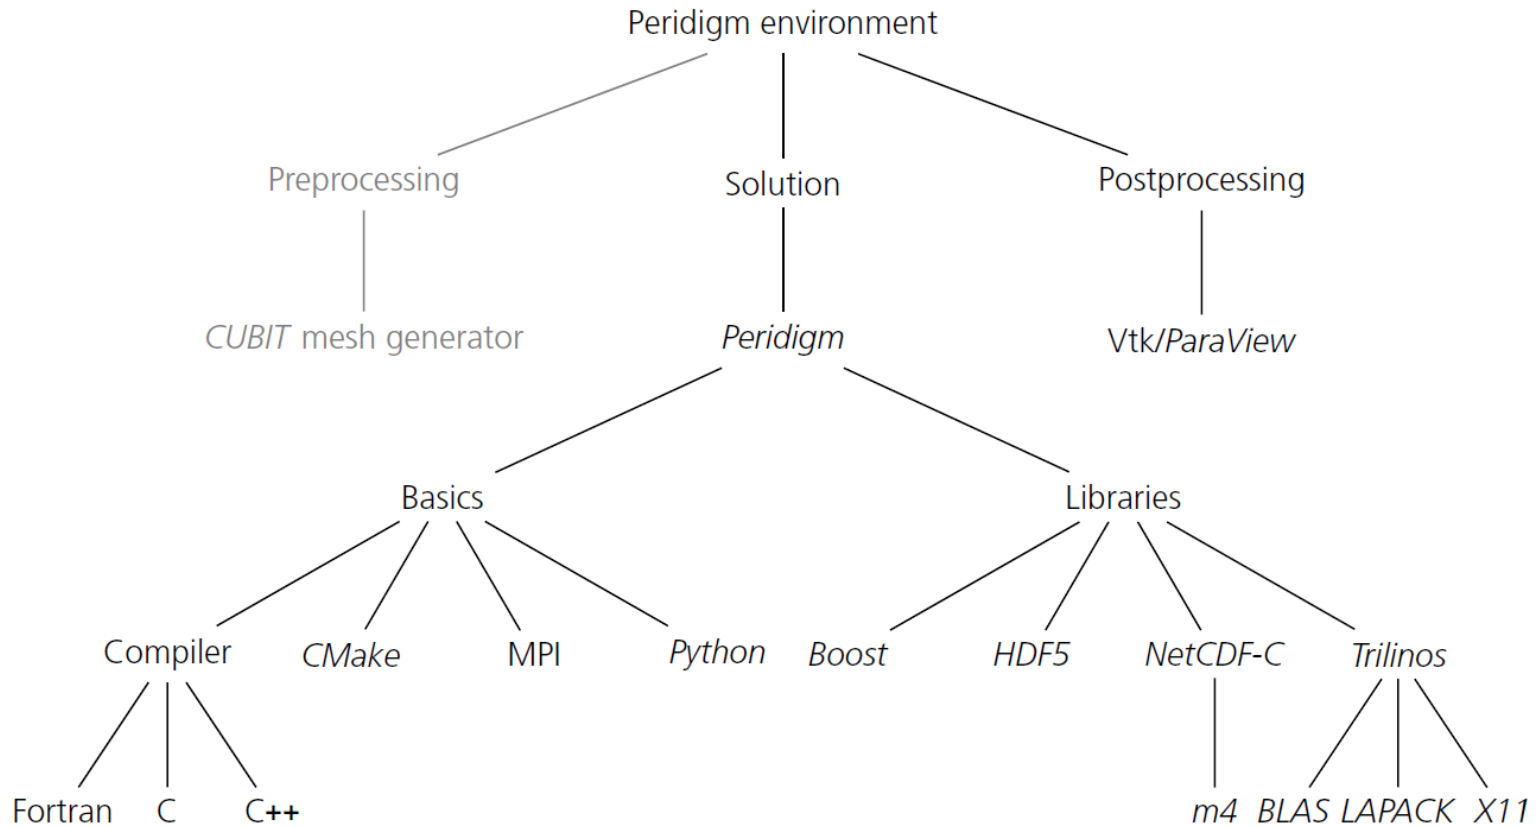 Peridigm environment
Preprocessing Solution Postprocessing
CUBIT mesh generator Peridigm Vtk/ParaView
Basics Libraries
Compiler CMake MPI Python Boost HDF5 NetCDF-C Trilinos
Fortran C C++ m4 BLAS LAPACK X11